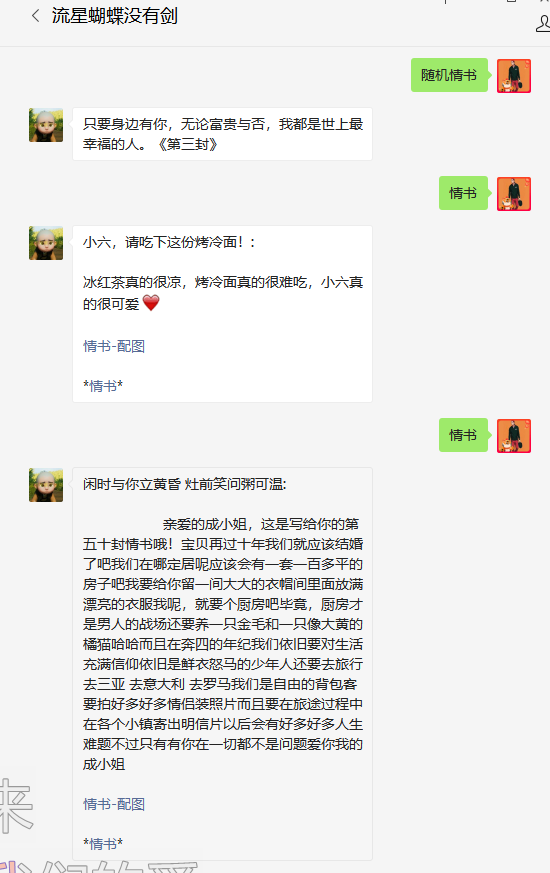 流星蝴蝶没有剑
随机情书
只要身边有你，无论富贵与否，我都是世上最
幸福的人。《第三封》
情书
小六，请吃下这份烤冷面！:
冰红茶真的很凉，烤冷面真的很难吃，小六真
的很可爱❤
情书-配图
*情书*
情书
闲时与你立黄昏 灶前笑问粥可温:
亲爱的成小姐，这是写给你的第
五十封情书哦！宝贝再过十年我们就应该结婚
了吧我们在哪定居呢应该会有一套一百多平的
房子吧我要给你留一间大大的衣帽间里面放满
漂亮的衣服我呢，就要个厨房吧毕竟，厨房才
是男人的战场还要养一只金毛和一只像大黄的
橘猫哈哈而且在奔四的年纪我们依旧要对生活
充满信仰依旧是鲜衣怒马的少年人还要去旅行
去三亚 去意大利 去罗马我们是自由的背包客
要拍好多好多情侣装照片而且要在旅途过程中
在各个小镇寄出明信片以后会有好多好多人生
难题不过只有有你在一切都不是问题爱你我的
成小姐
情书-配图
*情书*
来